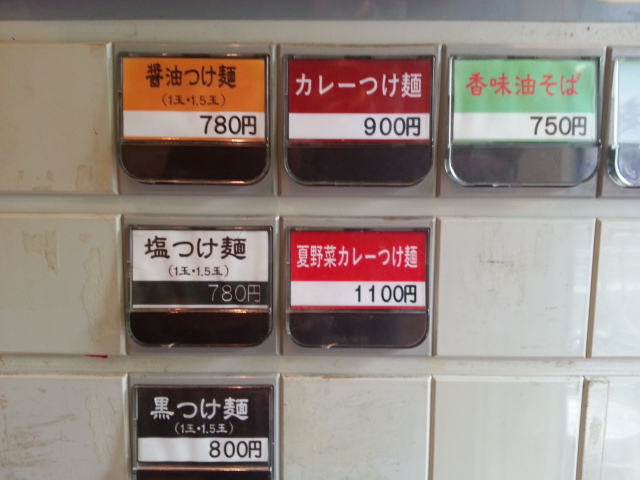 醤油つけ麺
(1玉・1.5玉)
780円
カレーつけ麺
900円
香味油そば
750円
塩つけ麺
(1玉・1.5玉)
780円
夏野菜カレーつけ麺
1100円
黒つけ麺
(1玉・1.5玉)
800円